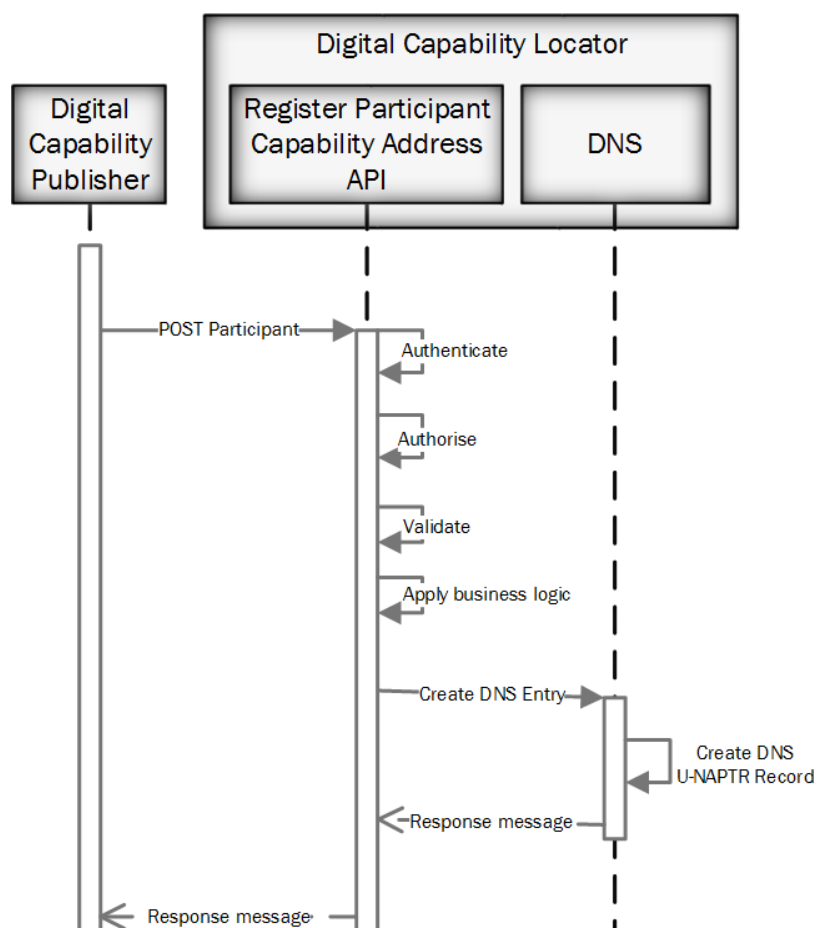 Digital Capability Locator
Digital
Capability
Publisher
Register Participant
Capability Address
API
DNS
POST Participant
Authenticate
Authorise
Validate
Apply business logic
Create DNS Entry
Create DNS
U-NAPTR Record
Response message
Response message